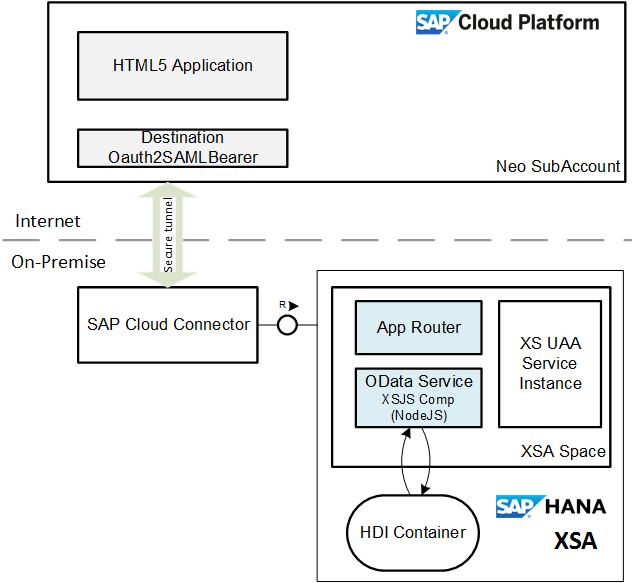 SAP Cloud Platform
HTML5 Application
Destination
Oauth2SAMLBearer
Neo SubAccount
Internet
Secure tunnel
On-Premise
SAP Cloud Connector
R
App Router
XS UAA
Service
Instance
OData Service
XSJS Comp
(NodeJS)
XSA Space
HDI Container
SAP HANA
XSA